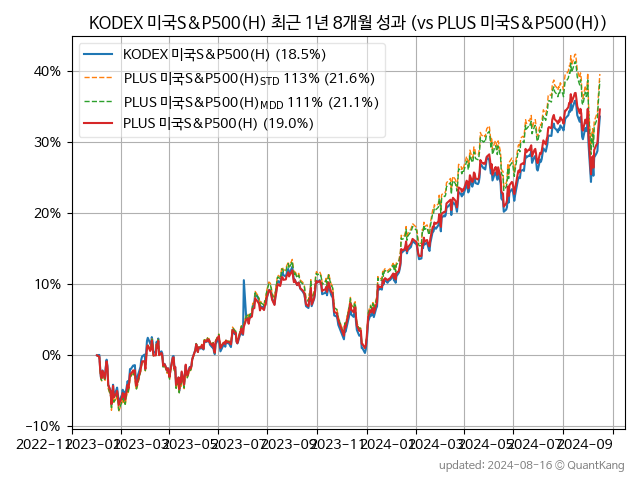 KODEX 미국S&P500(H) 최근 1년 8개월 성과 (vs PLUS 미국S&P500(H))
KODEX 미국S&P500(H) (18.5%)
PLUS 미국S&P500(H)STD 113% (21.6%)
PLUS 미국S&P500(H)MDD 111% (21.1%)
PLUS 미국S&P500(H) (19.0%)
40%
30%
20%
10%
0%
−10%
2022-11 2023-01 2023-03 2023-05 2023-07 2023-09 2023-11 2024-01 2024-03 2024-05 2024-07 2024-09
updated: 2024-08-16 © QuantKang